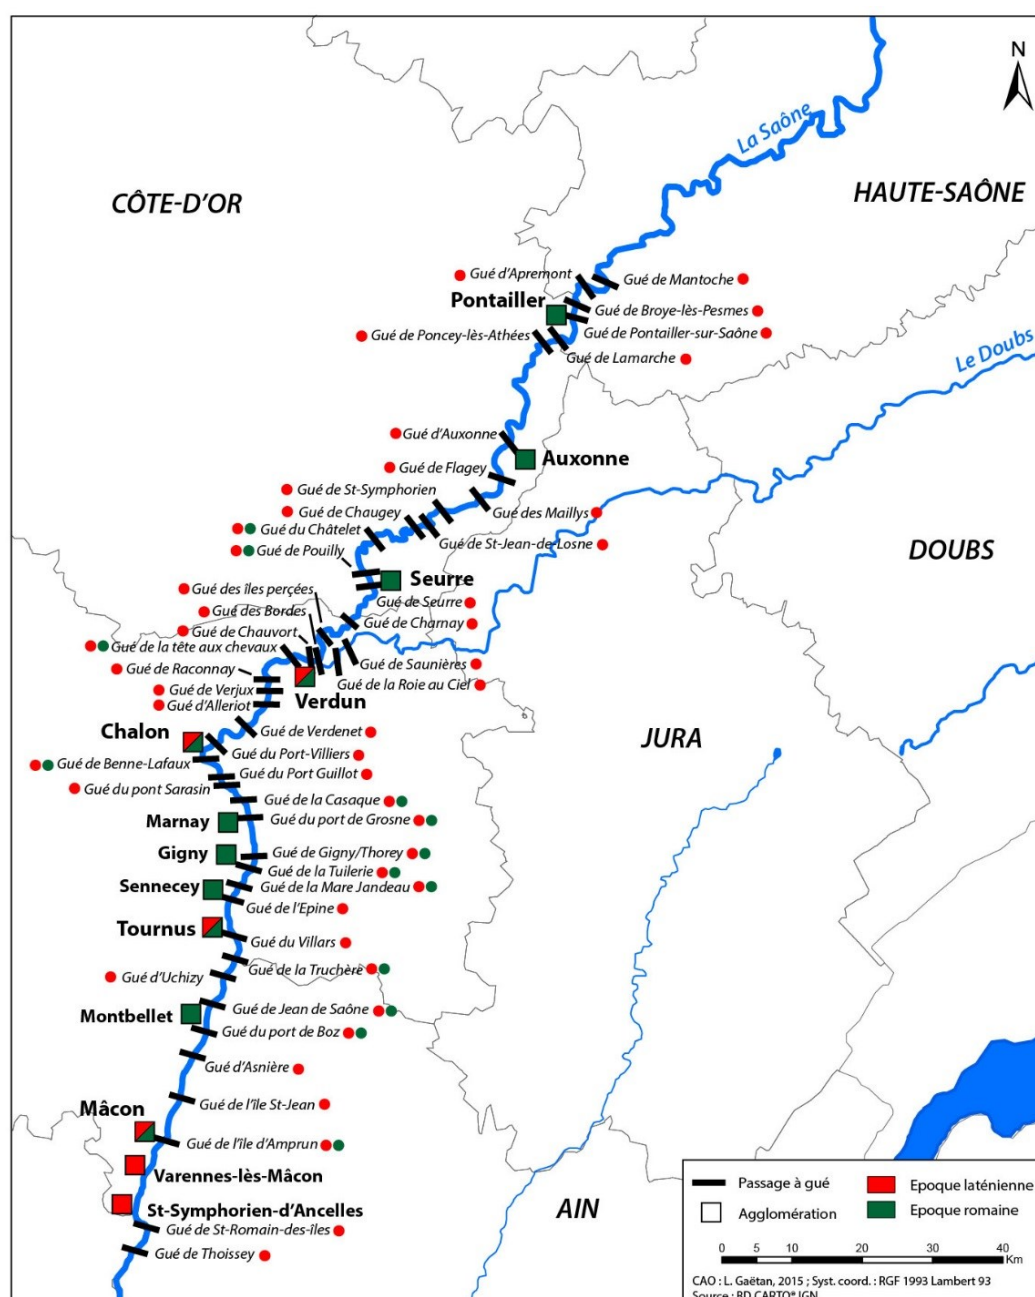 N
La Saône
CÔTE-D'OR
HAUTE-SAÔNE
Gué d'Apremont
Gué de Mantoche
Pontailler
Gué de Broye-lès-Pesmes
Gué de Poncey-lès-Athées
Gué de Pontailler-sur-Saône
Gué de Lamarche
Le Doubs
Gué d'Auxonne
Auxonne
Gué de Flagey
Gué de St-Symphorien
Gué de Chaugey
Gué des Maillys
Gué du Châtelet
Gué de St-Jean-de-Losne
Gué de Pouilly
DOUBS
Seurre
Gué des îles perçées
Gué de Seurre
Gué des Bordes
Gué de Charnay
Gué de Chauvort
Gué de la tête aux chevaux
Gué de Raconnay
Gué de Saunières
Gué de Verjux
Gué de la Roie au Ciel
Gué d'Alleriot
Verdun
Chalon
Gué de Verdenet
JURA
Gué de Benne-Lafaux
Gué du Port-Villiers
Gué du Port Guillot
Gué du pont Sarasin
Gué de la Casaque
Marnay
Gué du port de Grosne
Gigny
Gué de Gigny/Thorey
Gué de la Tuilerie
Sennecey
Gué de la Mare Jandeau
Gué de l'Epine
Tournus
Gué du Villars
Gué d'Uchizy
Gué de la Truchère
Montbellet
Gué de Jean de Saône
Gué du port de Boz
Gué d'Asnière
Gué de l'île St-Jean
Mâcon
Gué de l'île d'Amprun
Varennes-lès-Mâcon
St-Symphorien-d'Ancelles
Gué de St-Romain-des-îles
Gué de Thoissey
AIN
Passage à gué
Epoque laténienne
Agglomération
Epoque romaine
0 5 10 20 30 40
Km
CAO : L. Gaëtan, 2015 ; Syst. coord. : RGF 1993 Lambert 93
Source : BD CARTO® IGN